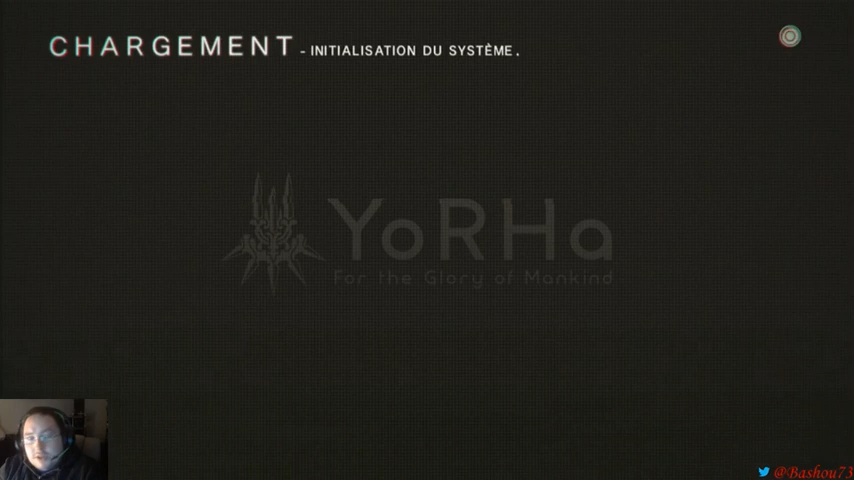 CHARGEMENT - INITIALISATION DU SYSTÈME.
YoRHa
For the Glory of Mankind
@Bashou73